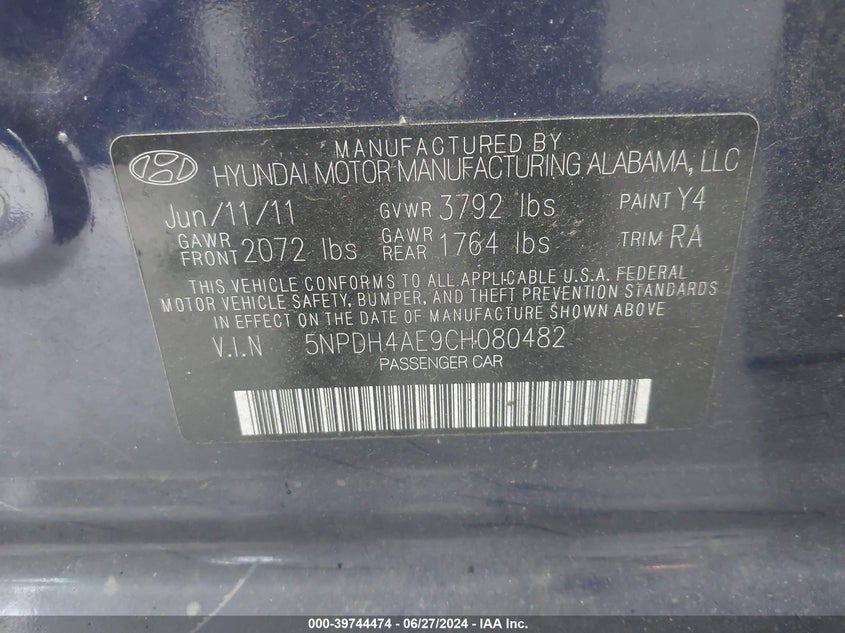 MANUFACTURED BY
HYUNDAI MOTOR MANUFACTURING ALABAMA, LLC
Jun/11/11 GVWR 3792 lbs PAINT Y4
GAWR FRONT 2072 lbs GAWR REAR 1764 lbs TRIM RA
THIS VEHICLE CONFORMS TO ALL APPLICABLE U.S.A. FEDERAL
MOTOR VEHICLE SAFETY, BUMPER, AND THEFT PREVENTION STANDARDS
IN EFFECT ON THE DATE OF MANUFACTURE SHOWN ABOVE
V.I.N 5NPDH4AE9CH080482
PASSENGER CAR
000-39744474 / 06/27/2024 - IAA Inc.